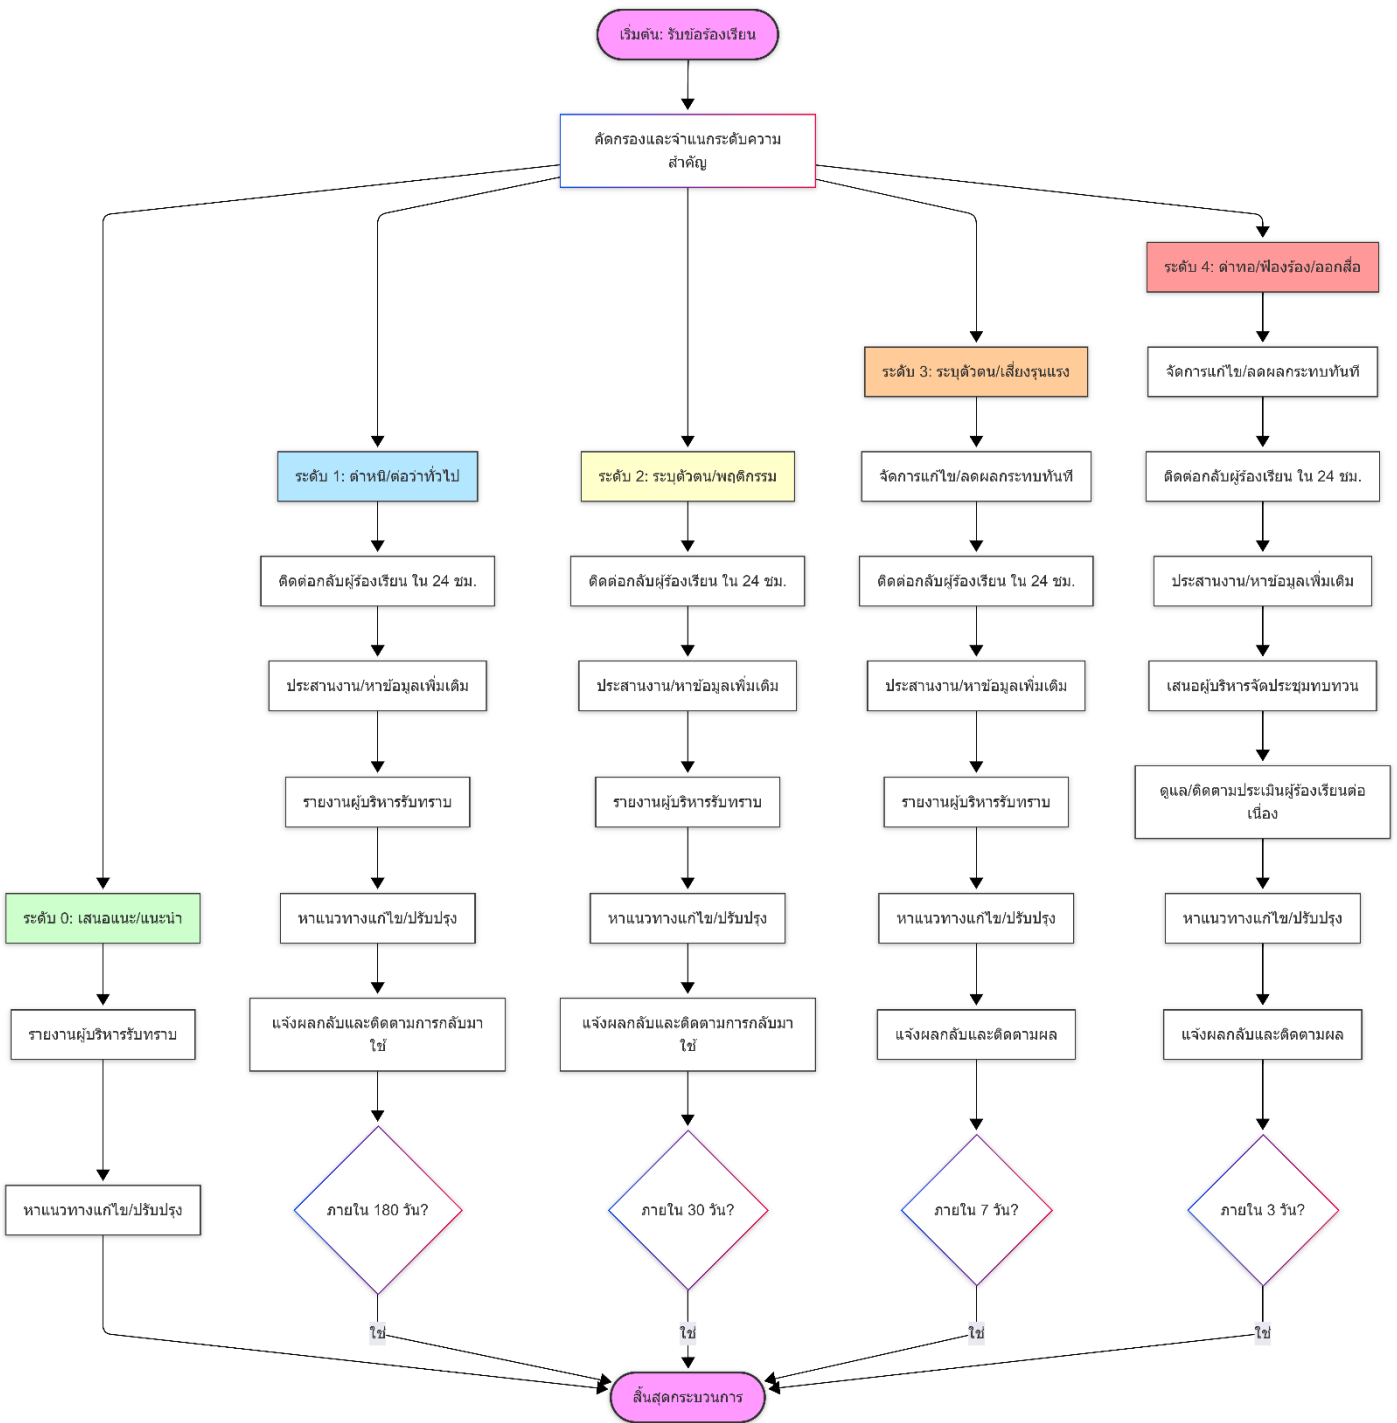 เริ่มต้น: รับข้อร้องเรียน
คัดกรองและจำแนกระดับความ
สำคัญ
ระดับ 4: ด่าทอ/ฟ้องร้อง/ออกสื่อ
จัดการแก้ไข/ลดผลกระทบทันที
ติดต่อกลับผู้ร้องเรียน ใน 24 ชม.
ประสานงาน/หาข้อมูลเพิ่มเติม
เสนอผู้บริหารจัดประชุมทบทวน
ดูแล/ติดตามประเมินผู้ร้องเรียนต่อ
เนื่อง
หาแนวทางแก้ไข/ปรับปรุง
แจ้งผลกลับและติดตามผล
ภายใน 3 วัน?
ใช่
ระดับ 3: ระบุตัวตน/เสี่ยงรุนแรง
จัดการแก้ไข/ลดผลกระทบทันที
ติดต่อกลับผู้ร้องเรียน ใน 24 ชม.
ประสานงาน/หาข้อมูลเพิ่มเติม
รายงานผู้บริหารรับทราบ
หาแนวทางแก้ไข/ปรับปรุง
แจ้งผลกลับและติดตามผล
ภายใน 7 วัน?
ใช่
ระดับ 2: ระบุตัวตน/พฤติกรรม
ติดต่อกลับผู้ร้องเรียน ใน 24 ชม.
ประสานงาน/หาข้อมูลเพิ่มเติม
รายงานผู้บริหารรับทราบ
หาแนวทางแก้ไข/ปรับปรุง
แจ้งผลกลับและติดตามการกลับมา
ใช้
ภายใน 30 วัน?
ใช่
ระดับ 1: ตำหนิ/ต่อว่าทั่วไป
ติดต่อกลับผู้ร้องเรียน ใน 24 ชม.
ประสานงาน/หาข้อมูลเพิ่มเติม
รายงานผู้บริหารรับทราบ
หาแนวทางแก้ไข/ปรับปรุง
แจ้งผลกลับและติดตามการกลับมา
ใช้
ภายใน 180 วัน?
ใช่
ระดับ 0: เสนอแนะ/แนะนำ
รายงานผู้บริหารรับทราบ
หาแนวทางแก้ไข/ปรับปรุง
สิ้นสุดกระบวนการ